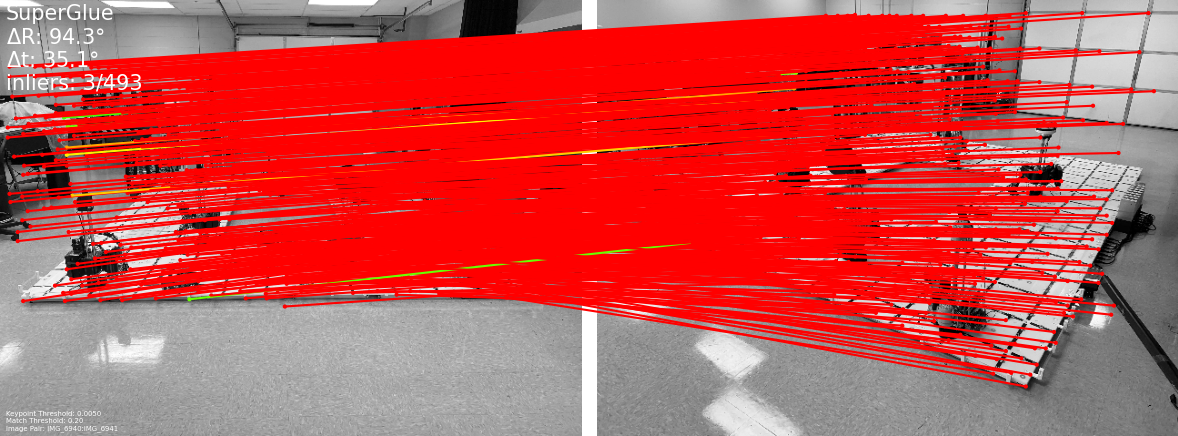 SuperGlue
ΔR: 94.3°
Δt: 35.1°
inliers: 3/493
Keypoint Threshold: 0.0050
Match Threshold: 0.20
Image Pair: IMG_6940:IMG_6941